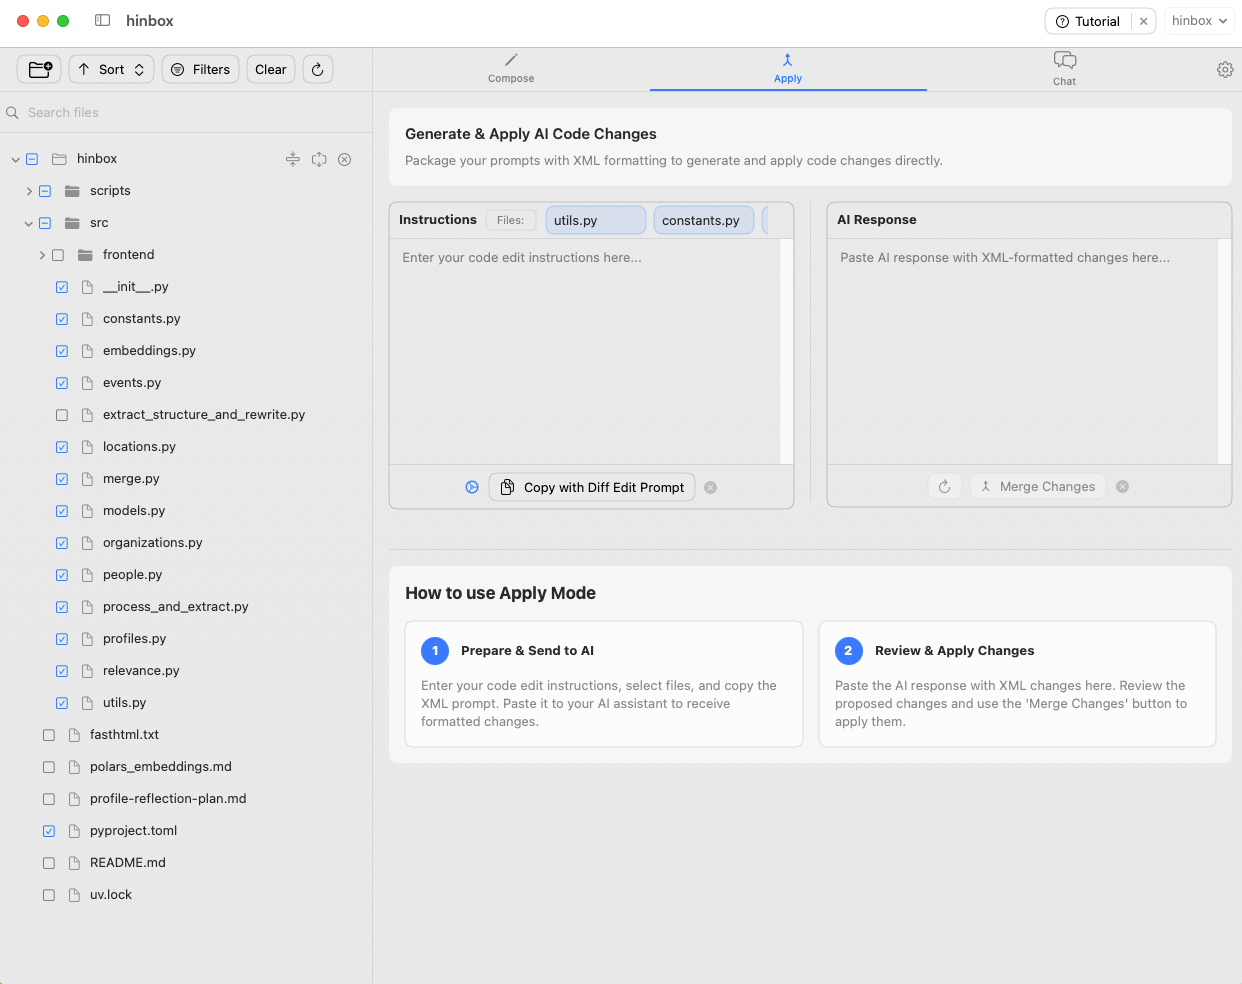 hinbox
Tutorial
hinbox
Sort
Filters
Clear
Compose
Apply
Chat
Search files
hinbox
scripts
src
frontend
__init__.py
constants.py
embeddings.py
events.py
extract_structure_and_rewrite.py
locations.py
merge.py
models.py
organizations.py
people.py
process_and_extract.py
profiles.py
relevance.py
utils.py
fasthtml.txt
polars_embeddings.md
profile-reflection-plan.md
pyproject.toml
README.md
uv.lock
Generate & Apply AI Code Changes
Package your prompts with XML formatting to generate and apply code changes directly.
Instructions Files: utils.py constants.py
Enter your code edit instructions here...
Copy with Diff Edit Prompt
AI Response
Paste AI response with XML-formatted changes here...
Merge Changes
How to use Apply Mode
1 Prepare & Send to AI
Enter your code edit instructions, select files, and copy the
XML prompt. Paste it to your AI assistant to receive
formatted changes.
2 Review & Apply Changes
Paste the AI response with XML changes here. Review the
proposed changes and use the 'Merge Changes' button to
apply them.